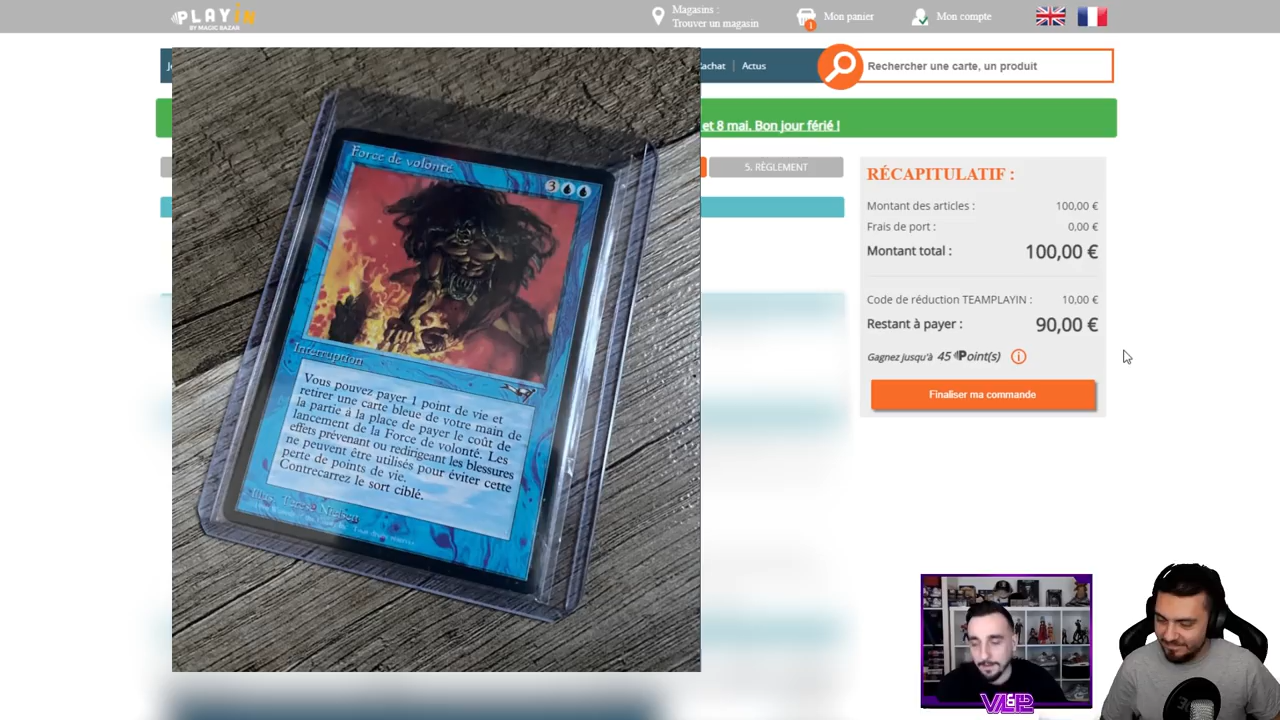 PLAYIN
BY MAGIC BAZAR
Magasins :
Trouver un magasin
1
Mon panier
Mon compte
Actus
Rechercher une carte, un produit
et 8 mai. Bon jour férié !
5. RÈGLEMENT
Force de volonté
3
Interruption
Vous pouvez payer 1 point de vie et
retirer une carte bleue de votre main de
la partie à la place de payer le coût de
lancement de la Force de volonté. Les
effets prévenant ou redirigeant les blessures
ne peuvent être utilisés pour éviter cette
perte de points de vie.
Contrecarrez le sort ciblé.
Illus. Terese Nielsen
RÉCAPITULATIF :
Montant des articles : 100,00 €
Frais de port : 0,00 €
Montant total : 100,00 €
Code de réduction TEAMPLAYIN : 10,00 €
Restant à payer : 90,00 €
Gagnez jusqu'à 45 Point(s)
Finaliser ma commande